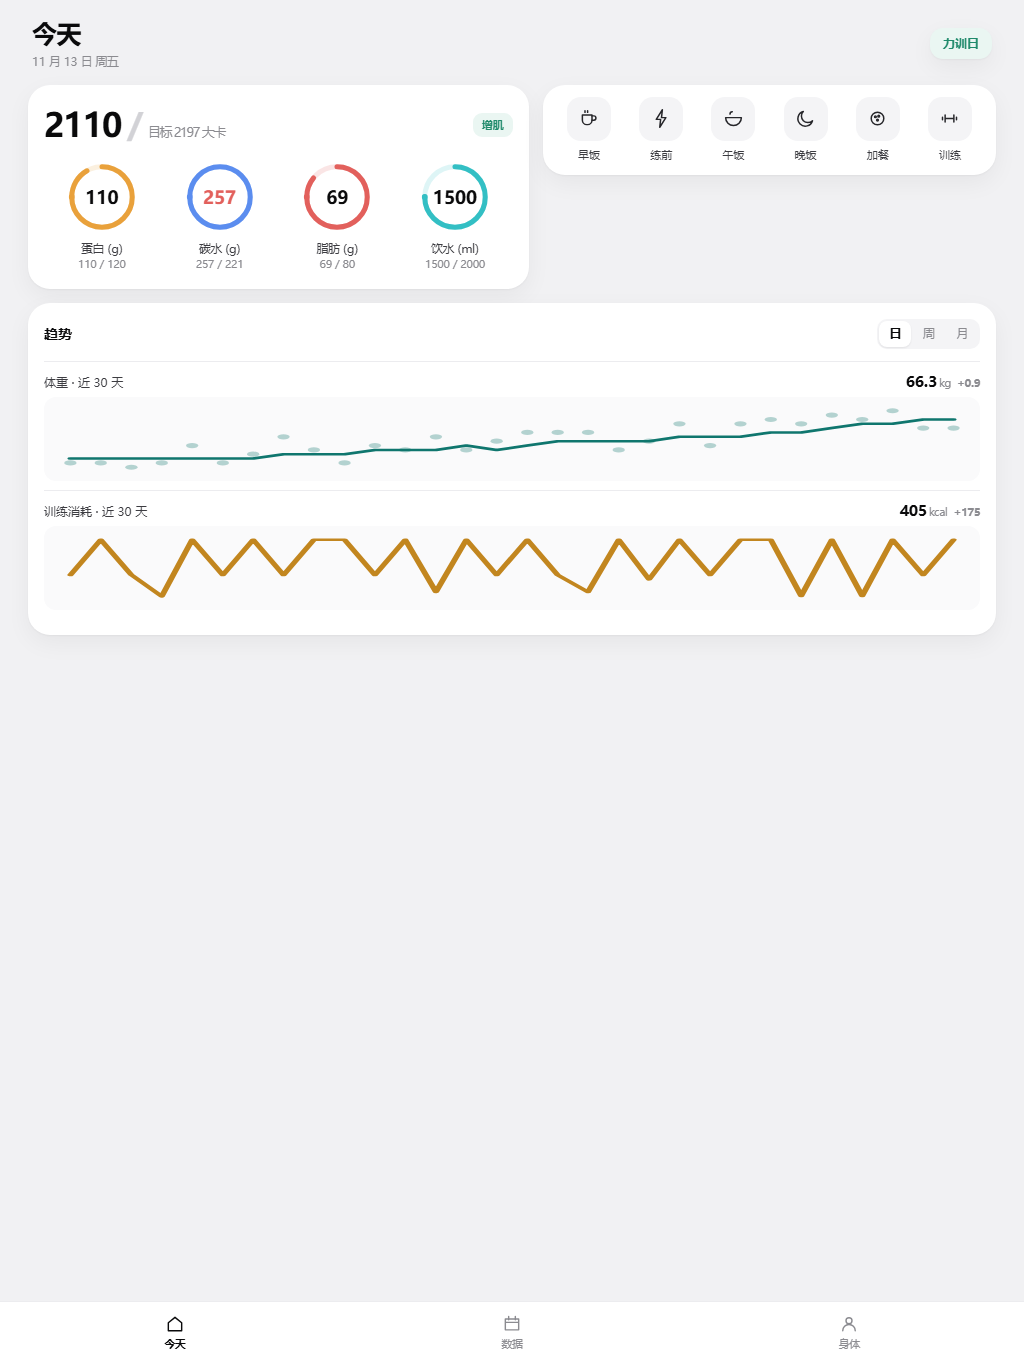 今天
11 月 13 日 周五
力训日
2110 / 目标 2197 大卡
增肌
110
257
69
1500
蛋白 (g)
碳水 (g)
脂肪 (g)
饮水 (ml)
110 / 120
257 / 221
69 / 80
1500 / 2000
早饭
练前
午饭
晚饭
加餐
训练
趋势
日 周 月
体重 · 近 30 天
66.3 kg +0.9
训练消耗 · 近 30 天
405 kcal +175
今天
数据
身体